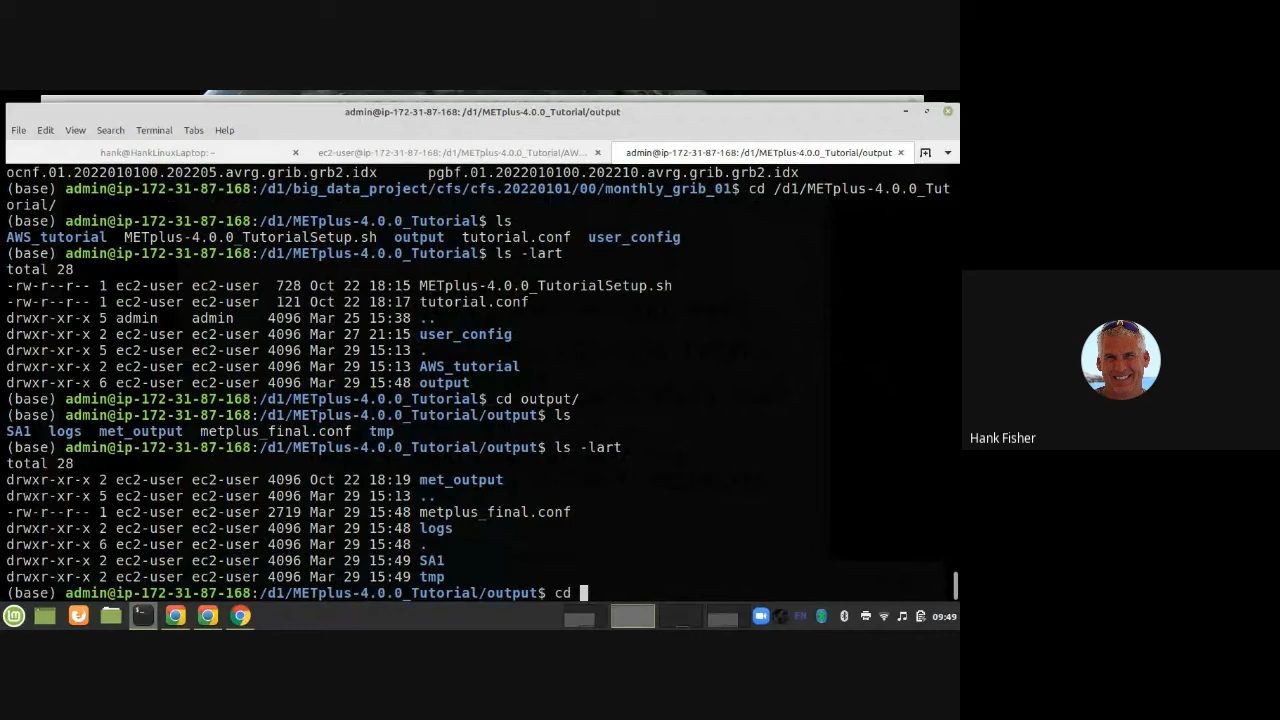 admin@ip-172-31-87-168: /d1/METplus-4.0.0_Tutorial/output
File Edit View Search Terminal Tabs Help
hank@HankLinuxLaptop: ~
ec2-user@ip-172-31-87-168: /d1/METplus-4.0.0_Tutorial/AW...
admin@ip-172-31-87-168: /d1/METplus-4.0.0_Tutorial/output
ocnf.01.2022010100.202205.avrg.grib.grb2.idx pgbf.01.2022010100.202210.avrg.grib.grb2.idx
(base) admin@ip-172-31-87-168:/d1/big_data_project/cfs/cfs.20220101/00/monthly_grib_01$ cd /d1/METplus-4.0.0_Tut
orial/
(base) admin@ip-172-31-87-168:/d1/METplus-4.0.0_Tutorial$ ls
AWS_tutorial METplus-4.0.0_TutorialSetup.sh output tutorial.conf user_config
(base) admin@ip-172-31-87-168:/d1/METplus-4.0.0_Tutorial$ ls -lart
total 28
-rw-r--r-- 1 ec2-user ec2-user 728 Oct 22 18:15 METplus-4.0.0_TutorialSetup.sh
-rw-r--r-- 1 ec2-user ec2-user 121 Oct 22 18:17 tutorial.conf
drwxr-xr-x 5 admin admin 4096 Mar 25 15:38 ..
drwxr-xr-x 2 ec2-user ec2-user 4096 Mar 27 21:15 user_config
drwxr-xr-x 5 ec2-user ec2-user 4096 Mar 29 15:13 .
drwxr-xr-x 2 ec2-user ec2-user 4096 Mar 29 15:13 AWS_tutorial
drwxr-xr-x 6 ec2-user ec2-user 4096 Mar 29 15:48 output
(base) admin@ip-172-31-87-168:/d1/METplus-4.0.0_Tutorial$ cd output/
(base) admin@ip-172-31-87-168:/d1/METplus-4.0.0_Tutorial/output$ ls
SA1 logs met_output metplus_final.conf tmp
(base) admin@ip-172-31-87-168:/d1/METplus-4.0.0_Tutorial/output$ ls -lart
total 28
drwxr-xr-x 2 ec2-user ec2-user 4096 Oct 22 18:19 met_output
drwxr-xr-x 5 ec2-user ec2-user 4096 Mar 29 15:13 ..
-rw-r--r-- 1 ec2-user ec2-user 2719 Mar 29 15:48 metplus_final.conf
drwxr-xr-x 2 ec2-user ec2-user 4096 Mar 29 15:48 logs
drwxr-xr-x 6 ec2-user ec2-user 4096 Mar 29 15:48 .
drwxr-xr-x 2 ec2-user ec2-user 4096 Mar 29 15:49 SA1
drwxr-xr-x 2 ec2-user ec2-user 4096 Mar 29 15:49 tmp
(base) admin@ip-172-31-87-168:/d1/METplus-4.0.0_Tutorial/output$ cd
EN 09:49
Hank Fisher